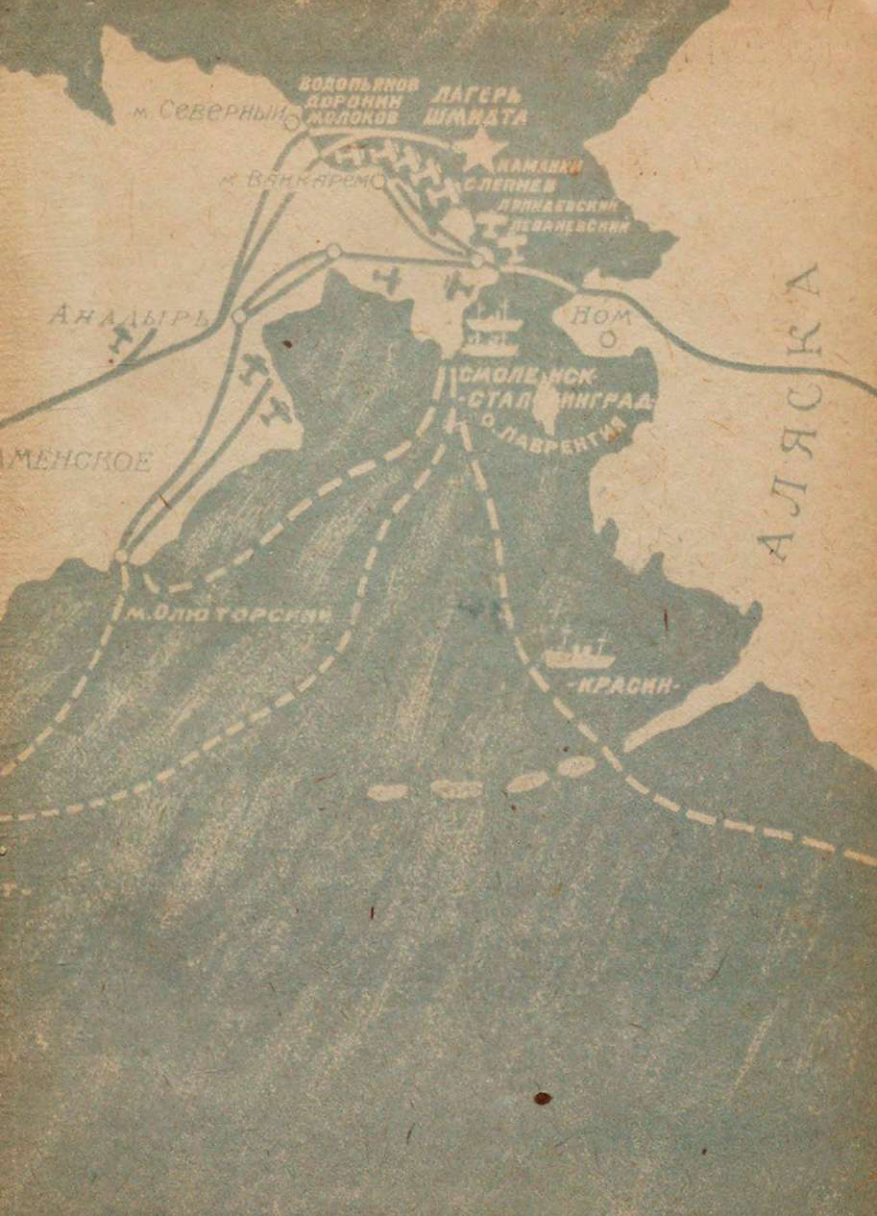 ВОДОПЬЯНОВ
ДОРОНИН
МОЛОКОВ
ЛАГЕРЬ
ШМИДТА
м. СЕВЕРНЫЙ
КАМАНИН
СЛЕПНЕВ
м. ВАНКАРЕМ
ЛЯПИДЕВСКИЙ
ЛЕВАНЕВСКИЙ
АНАДЫРЬ
НОМ
АЛЯСКА
СМОЛЕНСК-
-СТАЛИНГРАД
О. ЛАВРЕНТИЯ
АМЕНСКОЕ
м. ОЛЮТОРСКИЙ
-КРАСИН-